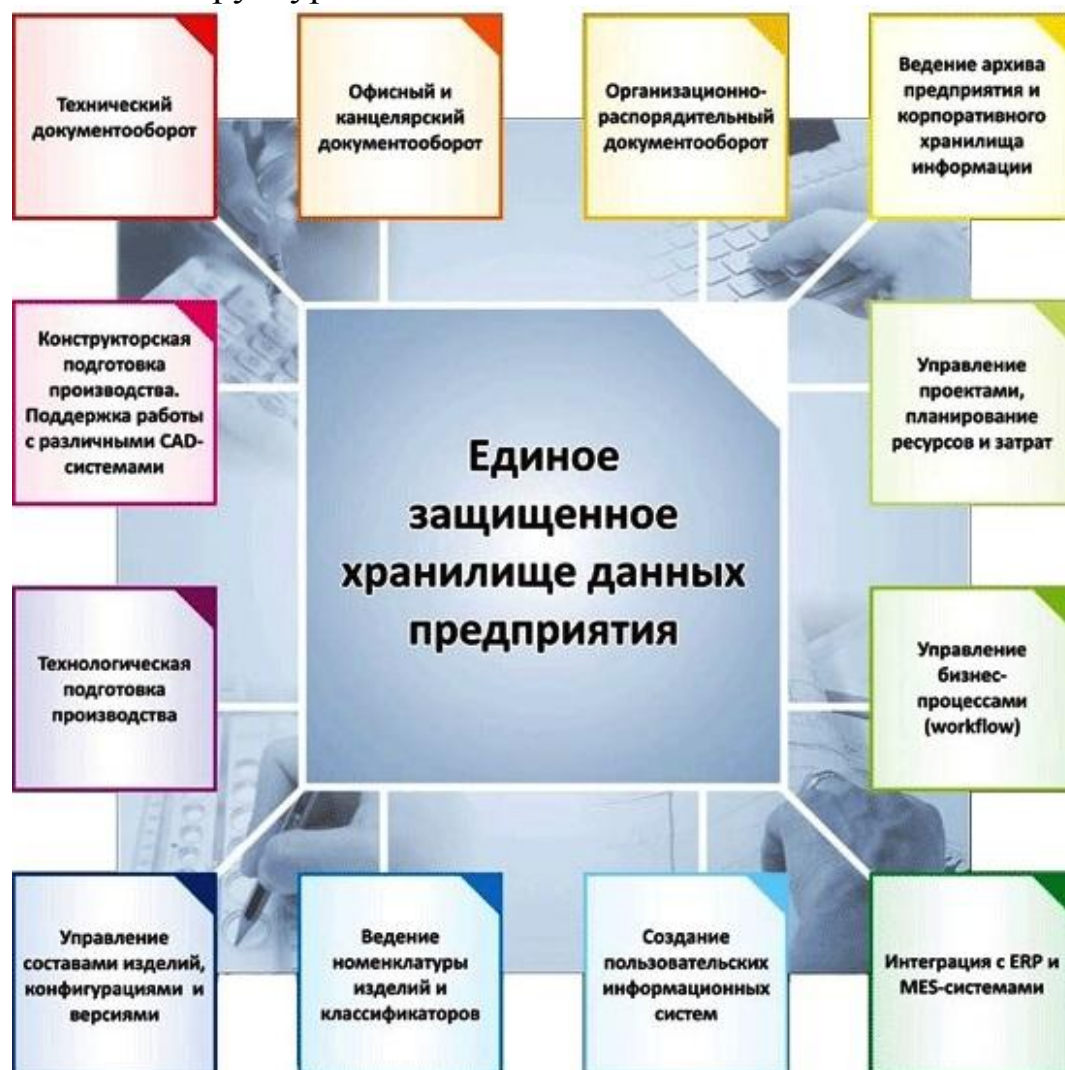 Технический
документооборот
Офисный и
канцелярский
документооборот
Организационно-
распорядительный
документооборот
Ведение архива
предприятия и
корпоративного
хранилища
информации
Конструкторская
подготовка
производства.
Поддержка работы
с различными CAD-
системами
Единое
защищенное
хранилище данных
предприятия
Управление
проектами,
планирование
ресурсов и затрат
Технологическая
подготовка
производства
Управление
бизнес-
процессами
(workflow)
Управление
составами изделий,
конфигурациями и
версиями
Ведение
номенклатуры
изделий и
классификаторов
Создание
пользовательских
информационных
систем
Интеграция с ERP и
MES-системами